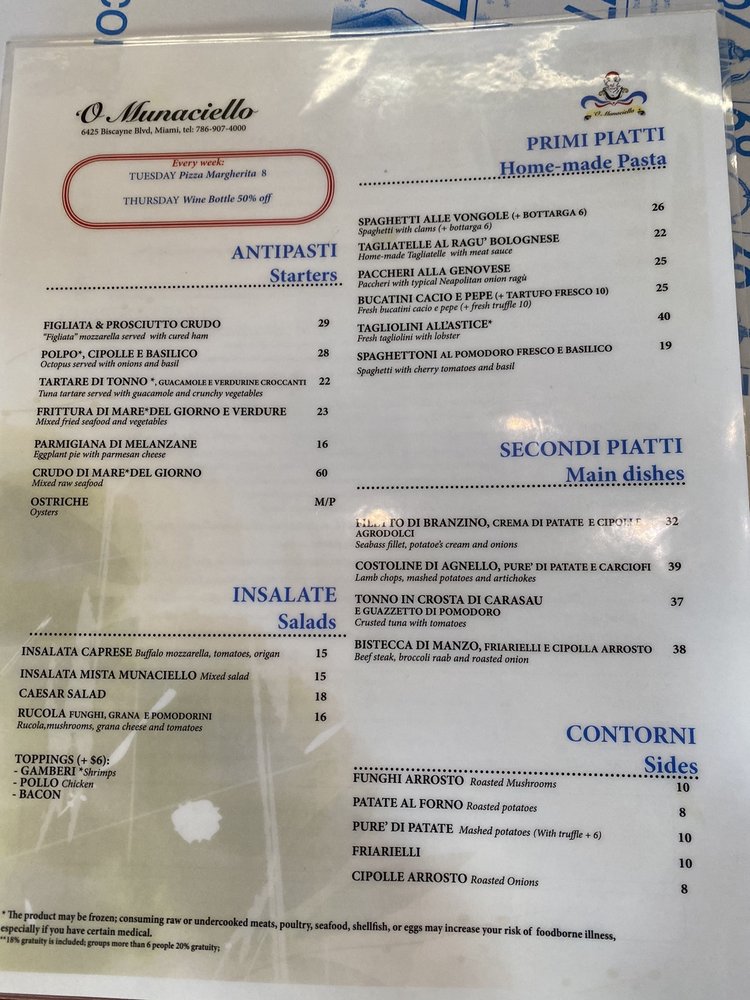 O Munaciello
6425 Biscayne Blvd, Miami, tel: 786-907-4000
Every week:
TUESDAY Pizza Margherita 8
THURSDAY Wine Bottle 50% off
ANTIPASTI
Starters
FIGLIATA & PROSCIUTTO CRUDO 29
"Figliata" mozzarella served with cured ham
POLPO*, CIPOLLE E BASILICO 28
Octopus served with onions and basil
TARTARE DI TONNO *, GUACAMOLE E VERDURINE CROCCANTI 22
Tuna tartare served with guacamole and crunchy vegetables
FRITTURA DI MARE*DEL GIORNO E VERDURE 23
Mixed fried seafood and vegetables
PARMIGIANA DI MELANZANE 16
Eggplant pie with parmesan cheese
CRUDO DI MARE*DEL GIORNO 60
Mixed raw seafood
OSTRICHE M/P
Oysters
INSALATE
Salads
INSALATA CAPRESE Buffalo mozzarella, tomatoes, origan 15
INSALATA MISTA MUNACIELLO Mixed salad 15
CAESAR SALAD 18
RUCOLA FUNGHI, GRANA E POMODORINI 16
Rucola,mushrooms, grana cheese and tomatoes
TOPPINGS (+ $6):
- GAMBERI *Shrimps
- POLLO Chicken
- BACON
O Munaciello
PRIMI PIATTI
Home-made Pasta
SPAGHETTI ALLE VONGOLE (+ BOTTARGA 6) 26
Spaghetti with clams (+ bottarga 6)
TAGLIATELLE AL RAGU' BOLOGNESE 22
Home-made Tagliatelle with meat sauce
PACCHERI ALLA GENOVESE 25
Paccheri with typical Neapolitan onion ragù
BUCATINI CACIO E PEPE (+ TARTUFO FRESCO 10) 25
Fresh bucatini cacio e pepe (+ fresh truffle 10)
TAGLIOLINI ALL'ASTICE* 40
Fresh tagliolini with lobster
SPAGHETTONI AL POMODORO FRESCO E BASILICO 19
Spaghetti with cherry tomatoes and basil
SECONDI PIATTI
Main dishes
FILETTO DI BRANZINO, CREMA DI PATATE E CIPOLLE 32
AGRODOLCI
Seabass fillet, potatoe's cream and onions
COSTOLINE DI AGNELLO, PURE' DI PATATE E CARCIOFI 39
Lamb chops, mashed potatoes and artichokes
TONNO IN CROSTA DI CARASAU 37
E GUAZZETTO DI POMODORO
Crusted tuna with tomatoes
BISTECCA DI MANZO, FRIARIELLI E CIPOLLA ARROSTO 38
Beef steak, broccoli raab and roasted onion
CONTORNI
Sides
FUNGHI ARROSTO Roasted Mushrooms 10
PATATE AL FORNO Roasted potatoes 8
PURE' DI PATATE Mashed potatoes (With truffle + 6) 10
FRIARIELLI 10
CIPOLLE ARROSTO Roasted Onions 8
* The product may be frozen; consuming raw or undercooked meats, poultry, seafood, shellfish, or eggs may increase your risk of foodborne illness,
especially if you have certain medical.
**18% gratuity is included; groups more than 6 people 20% gratuity;